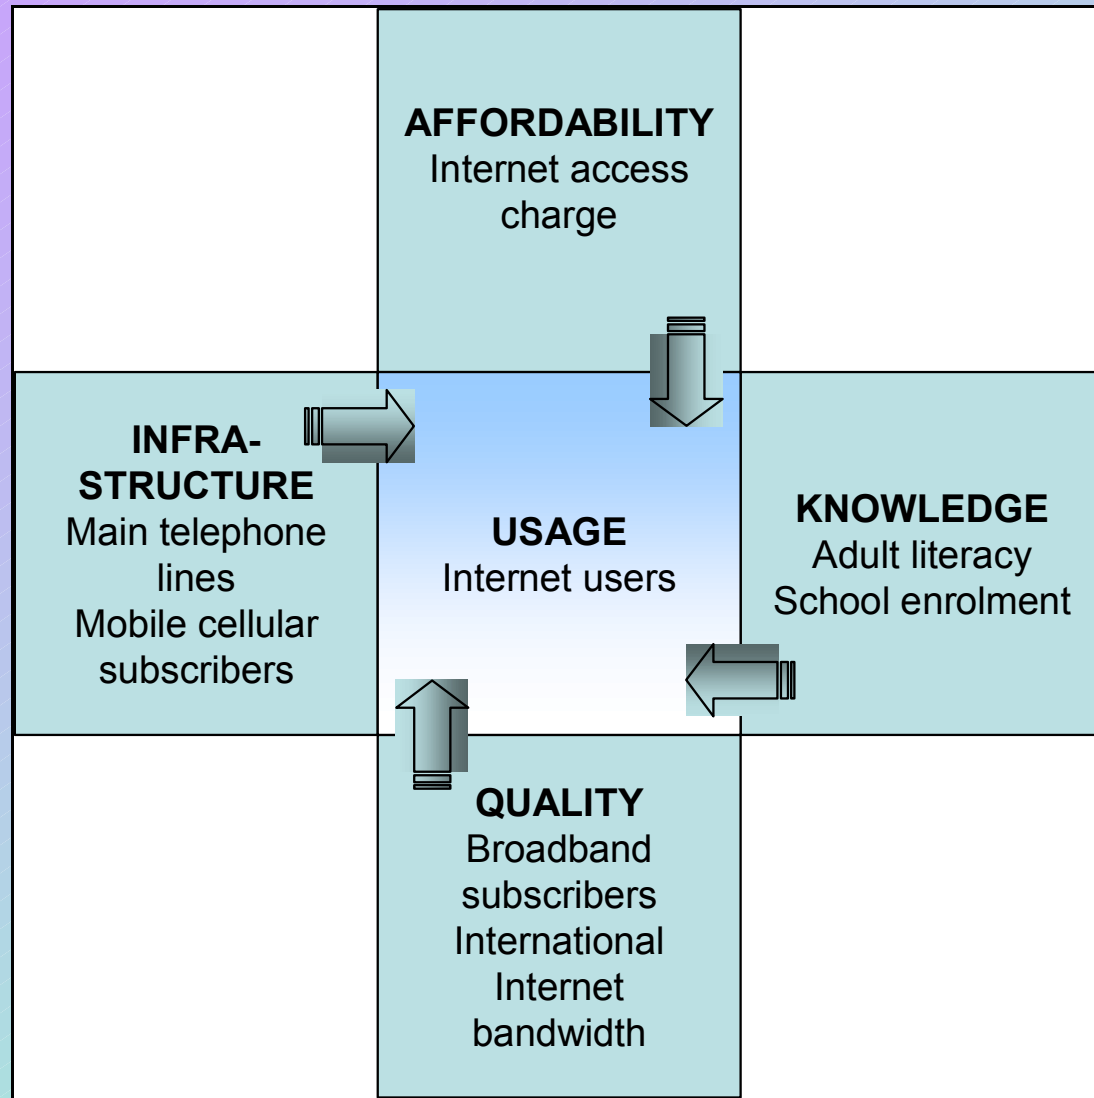 AFFORDABILITY
Internet access
charge
INFRA-
STRUCTURE
Main telephone
lines
Mobile cellular
subscribers
USAGE
Internet users
KNOWLEDGE
Adult literacy
School enrolment
QUALITY
Broadband
subscribers
International
Internet
bandwidth